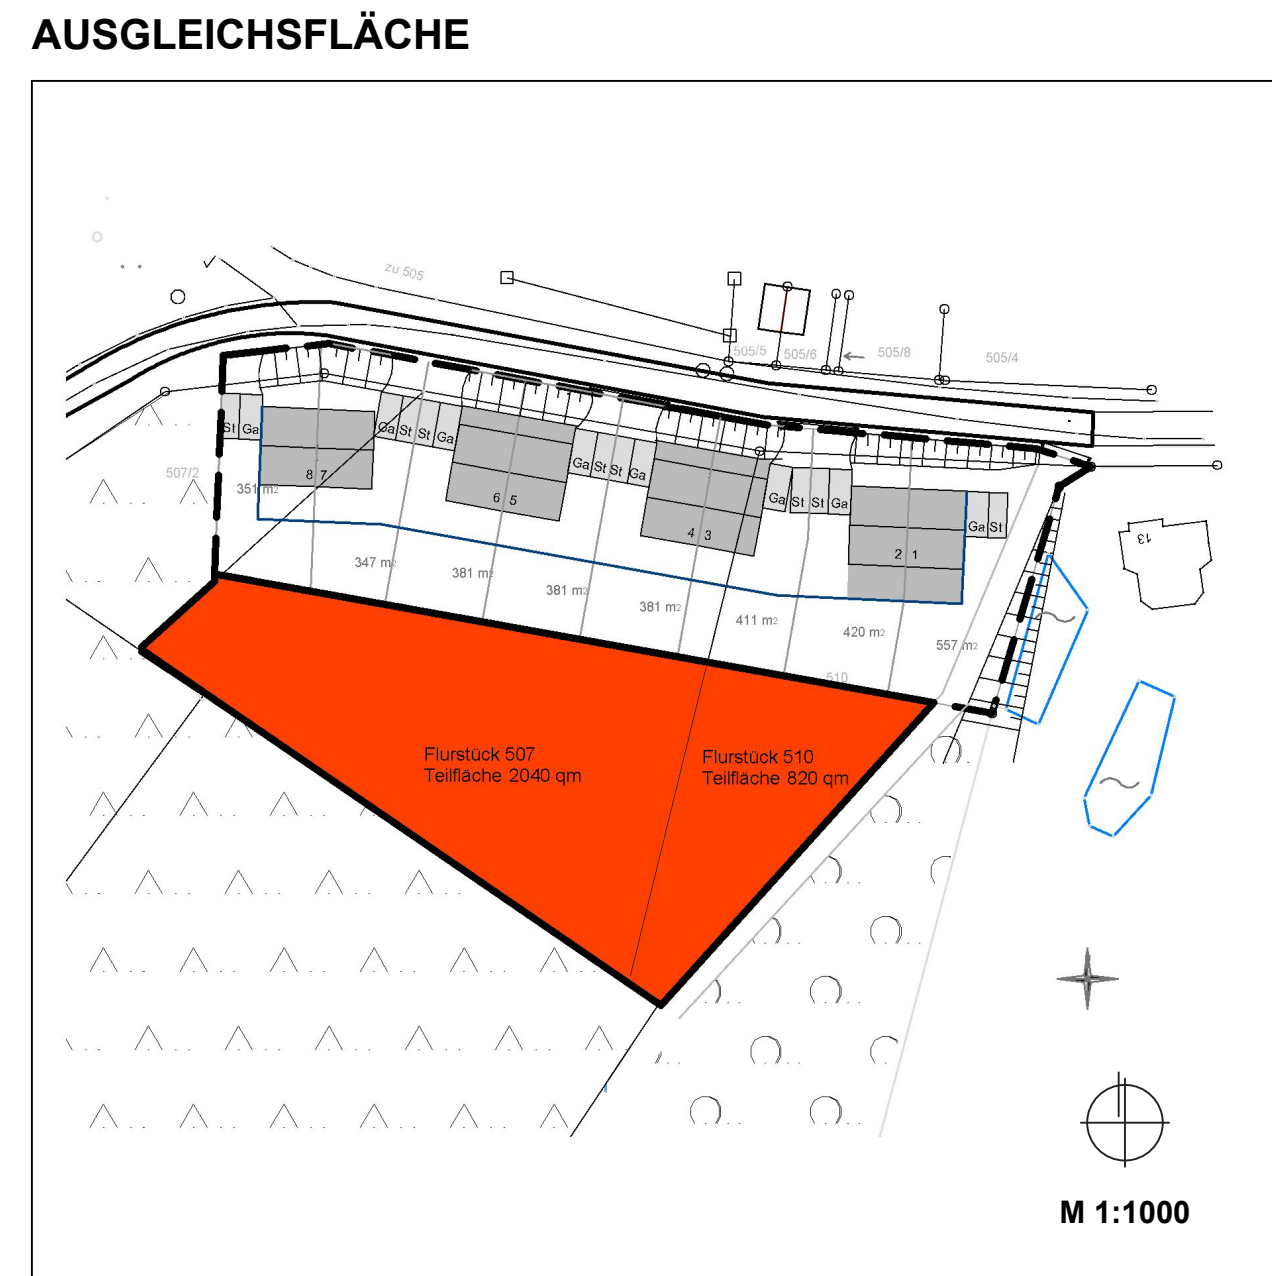 AUSGLEICHSFLÄCHE
zu 505
505/5
505/6
505/8
505/4
507/2
St Ga
Ga St St Ga
Ga St St Ga
Ga St St Ga
Ga St
8 7
6 5
4 3
2 1
13
351 m2
347 m2
381 m2
381 m2
381 m2
411 m2
420 m2
557 m2
510
Flurstück 507
Teilfläche 2040 qm
Flurstück 510
Teilfläche 820 qm
M 1:1000